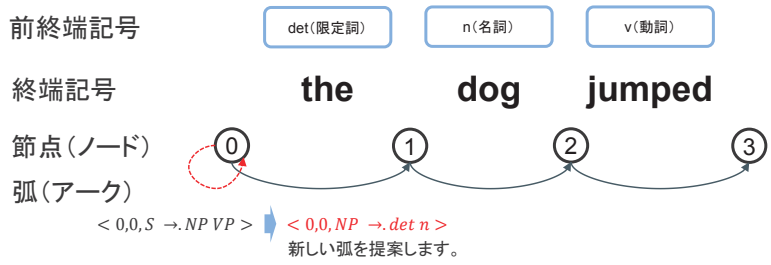 前終端記号 det(限定詞) n(名詞) v(動詞)
終端記号 the dog jumped
節点(ノード) 0 1 2 3
弧(アーク)
< 0,0, S →. NP VP > < 0,0, NP →. det n >
新しい弧を提案します。